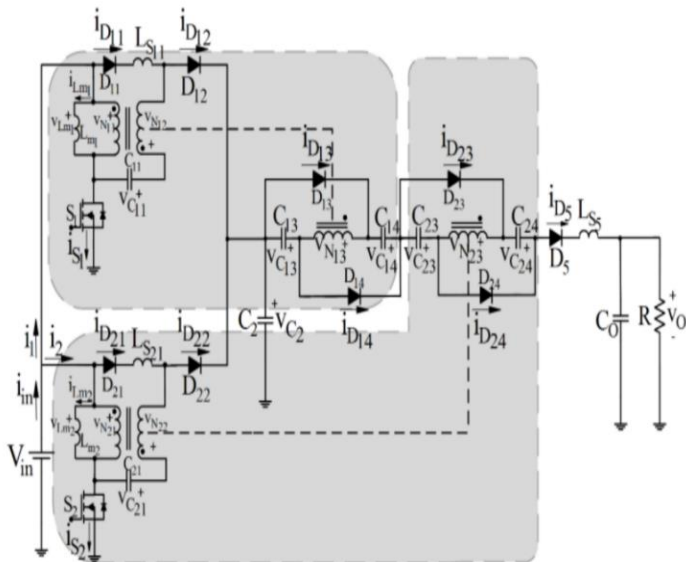 iD11 LS11 iD12
D11 D12
iLm1
vLm1 Lm1 vN11 vN12
C11
vC11
S1
iS1
iD13 iD23
D13 D23
C13 C14 C23 C24
vN13 vN23
vC13 vC14 vC23 vC24
D14 D24
iD14 iD24
iD5 LS5
D5
C2 vC2
CO R vO
i1 i2
iD21 LS21 iD22
D21 D22
iin
iLm2
vLm2 Lm2 vN21 vN22
C21
vC21
Vin
S2
iS2